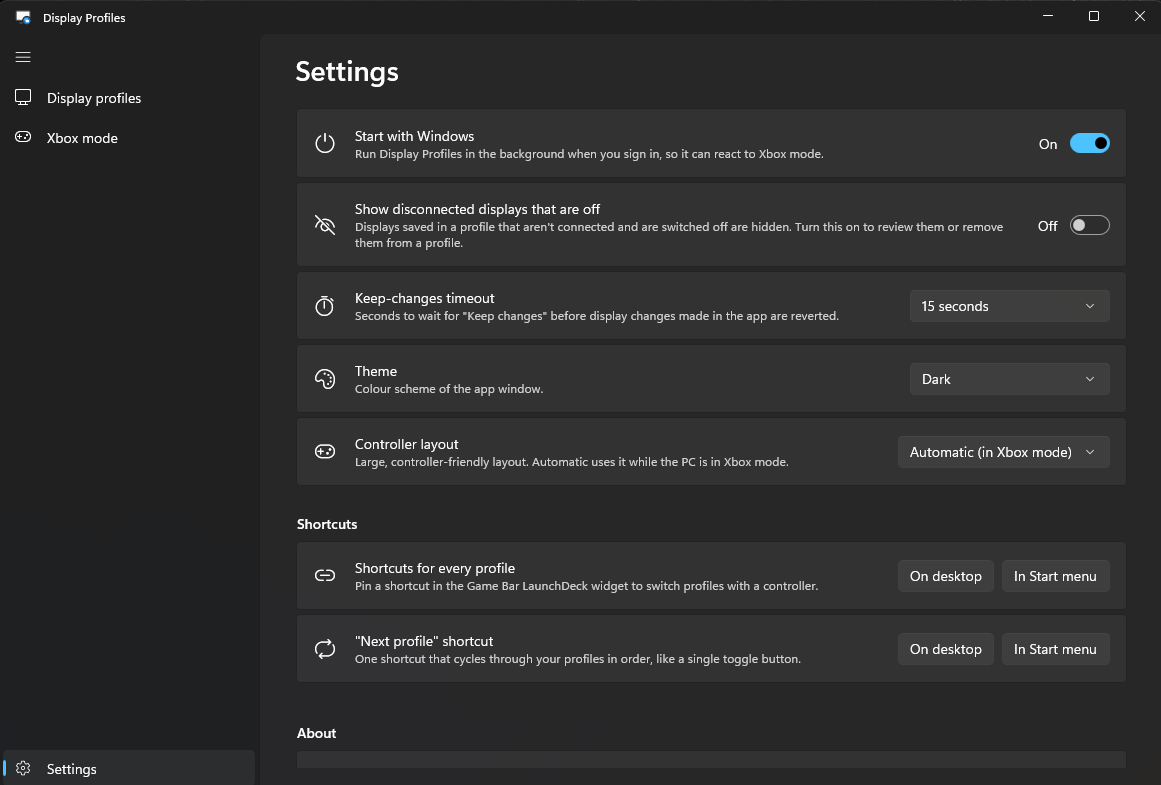 Display Profiles
Display profiles
Xbox mode
Settings
Start with Windows
Run Display Profiles in the background when you sign in, so it can react to Xbox mode.
On
Show disconnected displays that are off
Displays saved in a profile that aren't connected and are switched off are hidden. Turn this on to review them or remove
them from a profile.
Off
Keep-changes timeout
Seconds to wait for "Keep changes" before display changes made in the app are reverted.
15 seconds
Theme
Colour scheme of the app window.
Dark
Controller layout
Large, controller-friendly layout. Automatic uses it while the PC is in Xbox mode.
Automatic (in Xbox mode)
Shortcuts
Shortcuts for every profile
Pin a shortcut in the Game Bar LaunchDeck widget to switch profiles with a controller.
On desktop
In Start menu
"Next profile" shortcut
One shortcut that cycles through your profiles in order, like a single toggle button.
On desktop
In Start menu
About
Settings